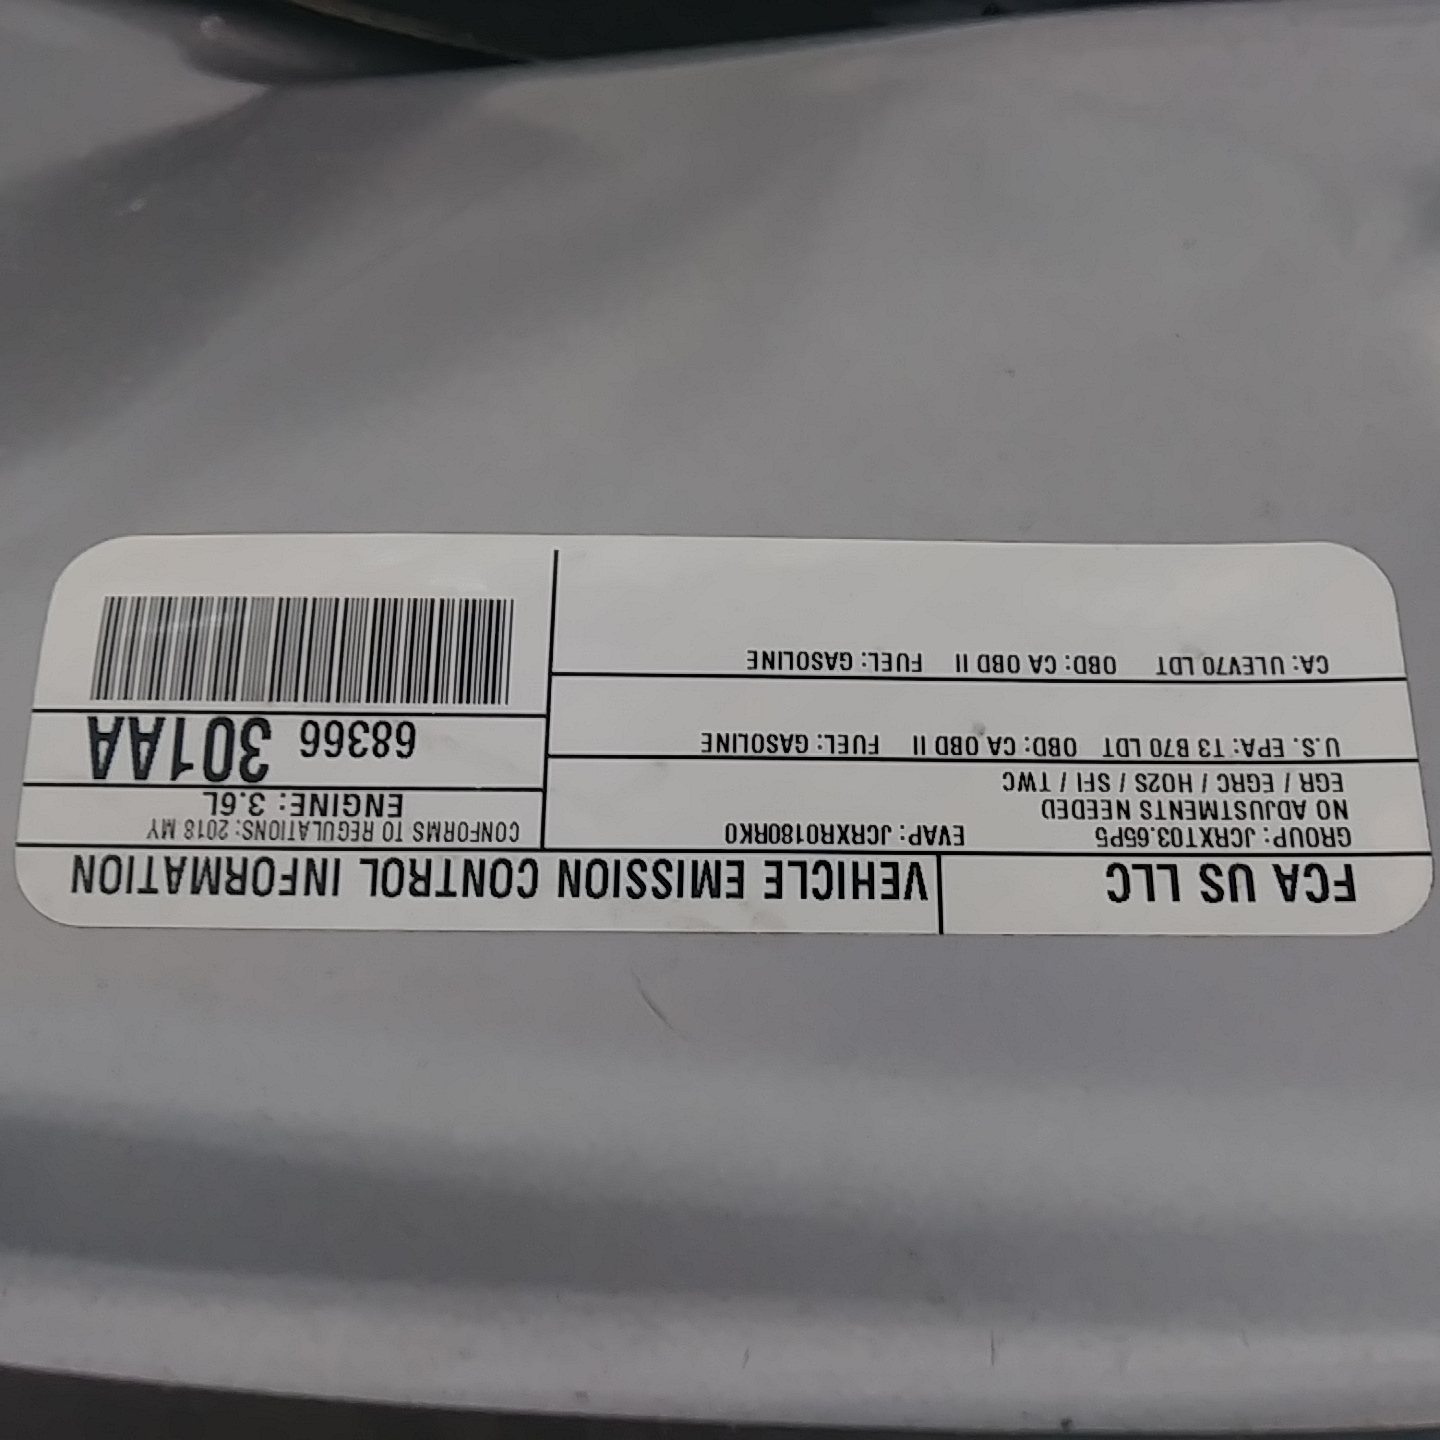 FCA US LLC
VEHICLE EMISSION CONTROL INFORMATION
GROUP: JCRXT03.65P5 EVAP: JCRXR0180RK0
NO ADJUSTMENTS NEEDED
EGR / EGRC / HO2S / SFI / TWC
CONFORMS TO REGULATIONS: 2018 MY
ENGINE: 3.6L
U.S. EPA: T3 B70 LDT OBD: CA OBD II FUEL: GASOLINE
68366 301AA
CA: ULEV70 LDT OBD: CA OBD II FUEL: GASOLINE